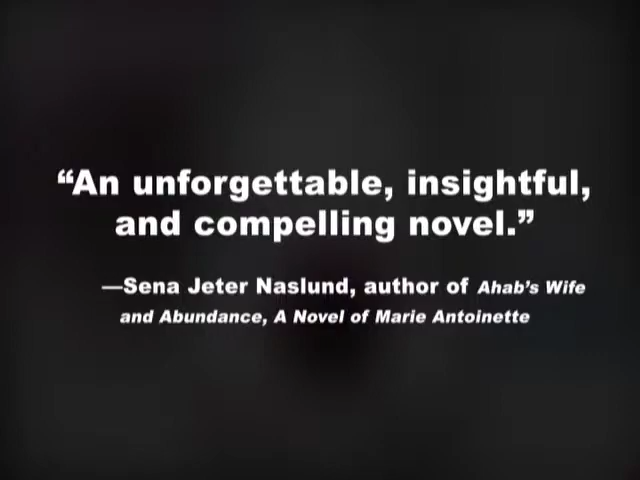 “An unforgettable, insightful,
and compelling novel.”
—Sena Jeter Naslund, author of Ahab’s Wife
and Abundance, A Novel of Marie Antoinette